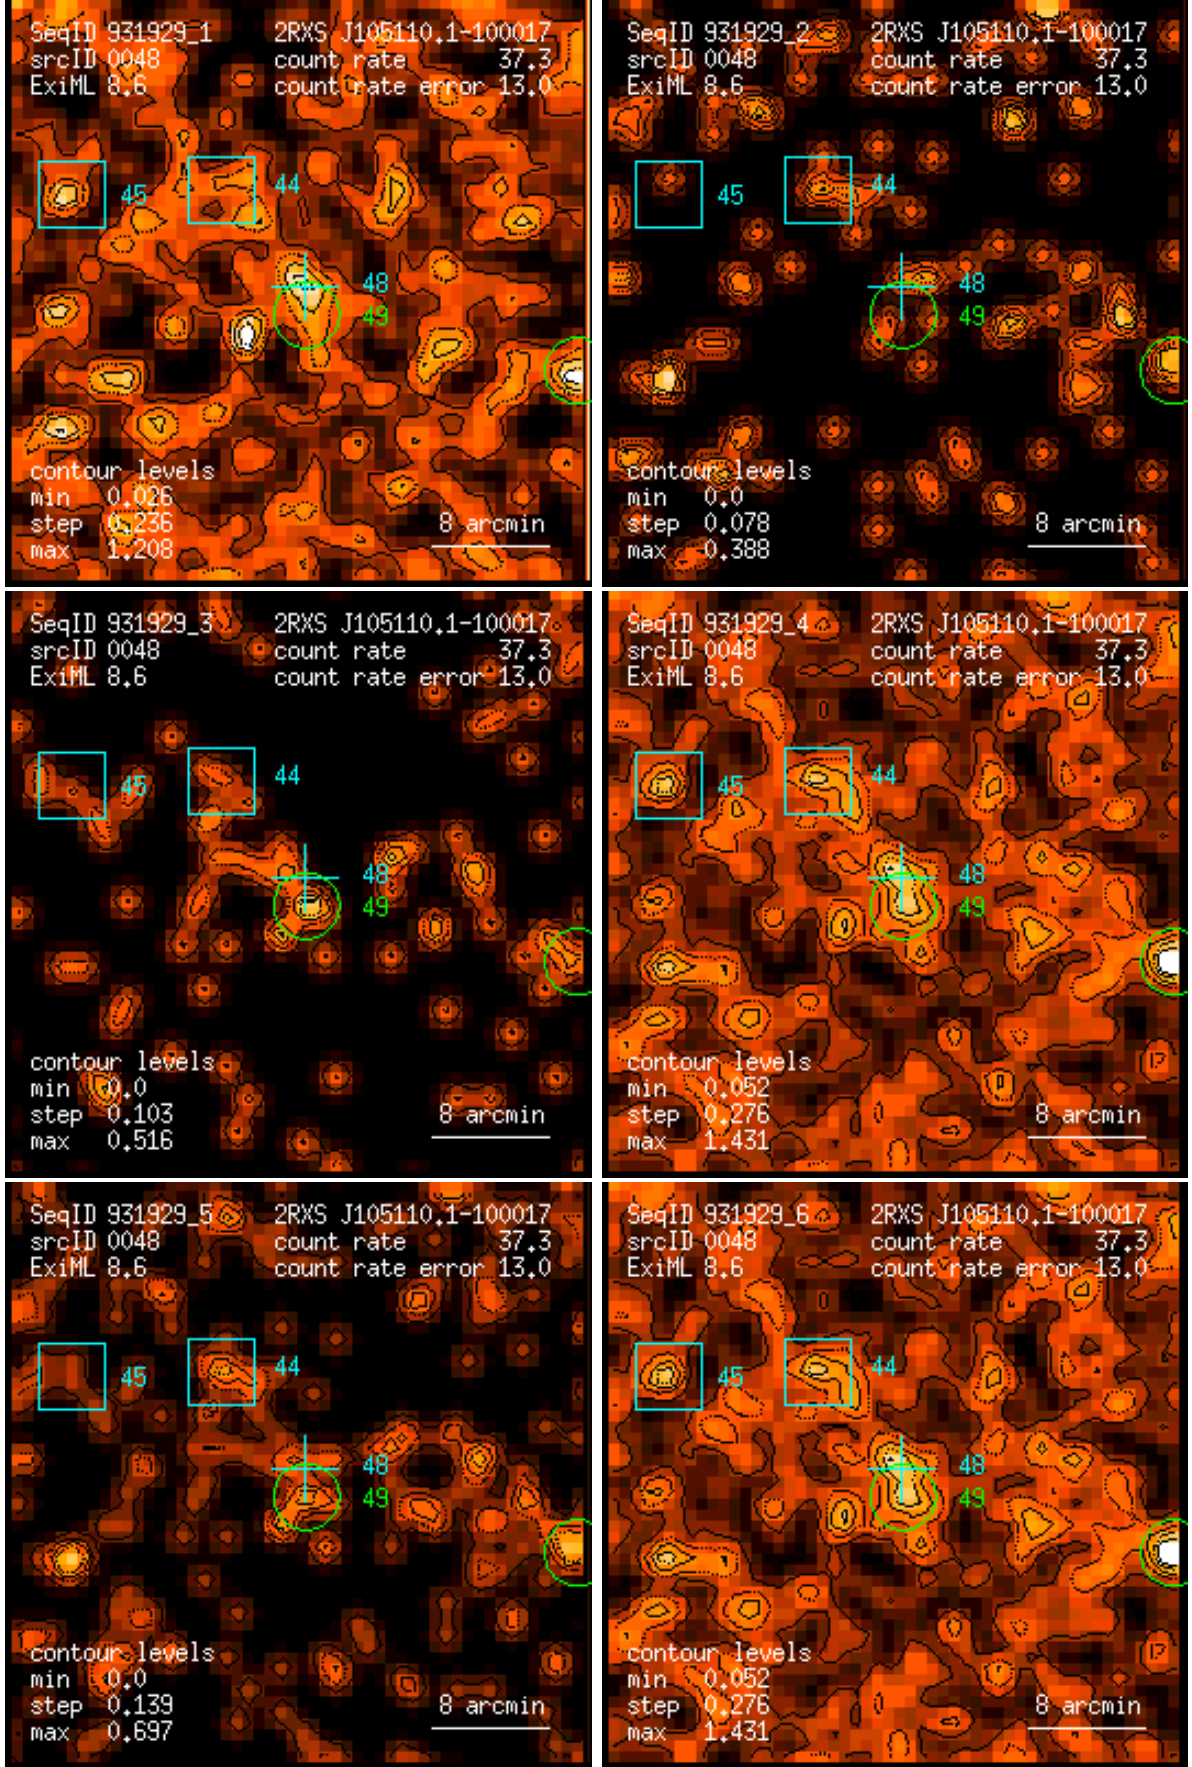 SeqID 931929_1 2RXS J105110.1-100017
srcID 0048 count rate 37.3
ExiML 8.6 count rate error 13.0
45
44
48
49
contour levels
min 0.026
step 0.236
max 1.208
8 arcmin
SeqID 931929_2 2RXS J105110.1-100017
srcID 0048 count rate 37.3
ExiML 8.6 count rate error 13.0
45
44
48
49
contour levels
min 0.0
step 0.078
max 0.388
8 arcmin
SeqID 931929_3 2RXS J105110.1-100017
srcID 0048 count rate 37.3
ExiML 8.6 count rate error 13.0
45
44
48
49
contour levels
min 0.0
step 0.103
max 0.516
8 arcmin
SeqID 931929_4 2RXS J105110.1-100017
srcID 0048 count rate 37.3
ExiML 8.6 count rate error 13.0
45
44
48
49
contour levels
min 0.052
step 0.276
max 1.431
8 arcmin
SeqID 931929_5 2RXS J105110.1-100017
srcID 0048 count rate 37.3
ExiML 8.6 count rate error 13.0
45
44
48
49
contour levels
min 0.0
step 0.139
max 0.697
8 arcmin
SeqID 931929_6 2RXS J105110.1-100017
srcID 0048 count rate 37.3
ExiML 8.6 count rate error 13.0
45
44
48
49
contour levels
min 0.052
step 0.276
max 1.431
8 arcmin